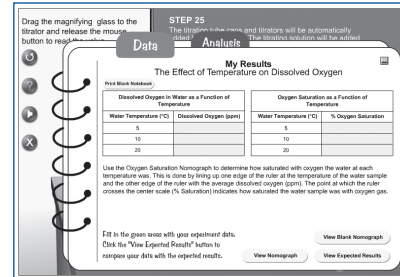 Drag the magnifying glass to the
titrator and release the mouse
button to read the value.
STEP 25
The titration tube caps and titrators will be automatically
added The titrating solution will be added
Data
Analysis
My Results
The Effect of Temperature on Dissolved Oxygen
Print Blank Notebook
Dissolved Oxygen in Water as a Function of
Temperature
Water Temperature (°C) Dissolved Oxygen (ppm)
5
10
20
Oxygen Saturation as a Function of
Temperature
Water Temperature (°C) % Oxygen Saturation
5
10
20
Use the Oxygen Saturation Nomograph to determine how saturated with oxygen the water at each
temperature was. This is done by lining up one edge of the ruler at the temperature of the water sample
and the other edge of the ruler with the average dissolved oxygen (ppm). The point at which the ruler
crosses the center scale (% Saturation) indicates how saturated the water sample was with oxygen gas.
Fill in the green areas with your experiment data.
Click the "View Expected Results" button to
compare your data with the expected results.
View Blank Nomograph
View Nomograph
View Expected Results